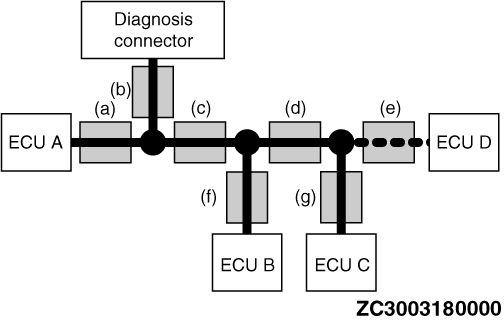 Diagnosis
connector
(b)
(a)
(c)
(d)
(e)
ECU A
ECU D
(f)
(g)
ECU B
ECU C
ZC3003180000